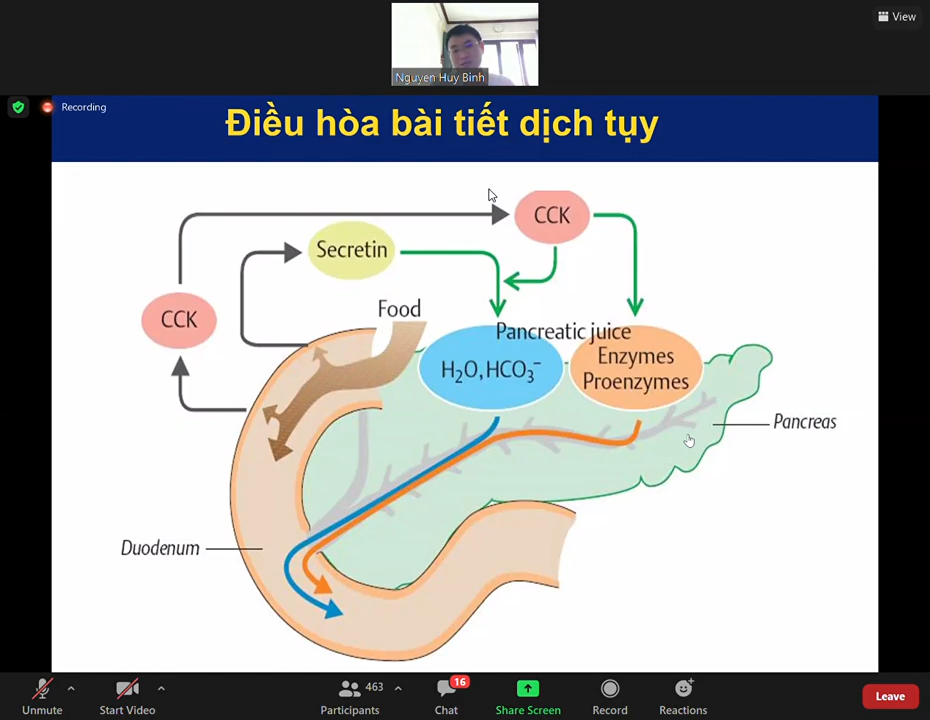 View
Nguyen Huy Binh
Recording
Điều hòa bài tiết dịch tụy
CCK
Secretin
CCK
Food
Pancreatic juice
H₂O, HCO₃⁻
Enzymes
Proenzymes
Pancreas
Duodenum
463
16
Unmute
Start Video
Participants
Chat
Share Screen
Record
Reactions
Leave